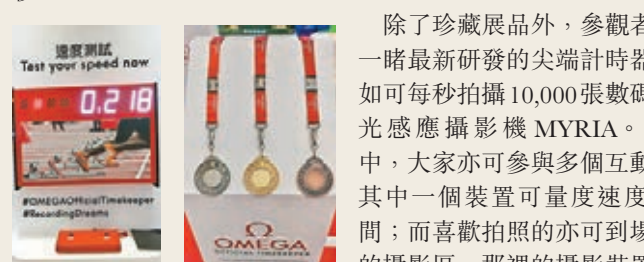 速度測試
Test your speed now
0.218
#OMEGAOfficialTimekeeper
#RecordingDreams
Ω
OMEGA
OFFICIAL TIMEKEEPER
除了珍藏展品外，參觀者
一睹最新研發的尖端計時器
如可每秒拍攝10,000張數碼
光感應攝影機 MYRIA。
中，大家亦可參與多個互動
其中一個裝置可量度速度
間；而喜歡拍照的亦可到場
的攝影區，那裡的攝影裝置